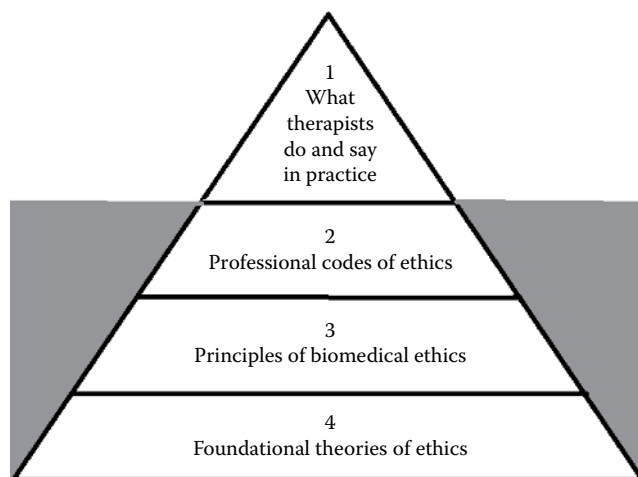 1
What
therapists
do and say
in practice
2
Professional codes of ethics
3
Principles of biomedical ethics
4
Foundational theories of ethics